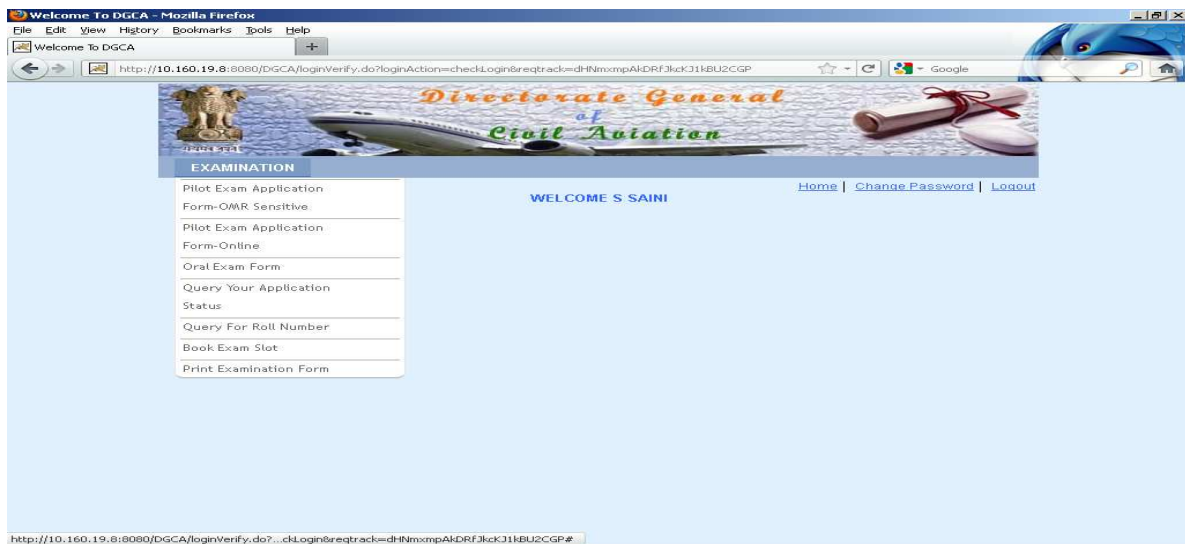 Welcome To DGCA - Mozilla Firefox
File Edit View History Bookmarks Tools Help
Welcome To DGCA
http://10.160.19.8:8080/DGCA/loginVerify.do?loginAction=checkLogin&reqtrack=dHNmxmpAkDRfJkcKJ1kBU2CGP
Google
Directorate General
of
Civil Aviation
EXAMINATION
Home | Change Password | Logout
WELCOME S SAINI
Pilot Exam Application
Form-OMR Sensitive
Pilot Exam Application
Form-Online
Oral Exam Form
Query Your Application
Status
Query For Roll Number
Book Exam Slot
Print Examination Form
http://10.160.19.8:8080/DGCA/loginVerify.do?...ckLogin&reqtrack=dHNmxmpAkDRfJkcKJ1kBU2CGP#